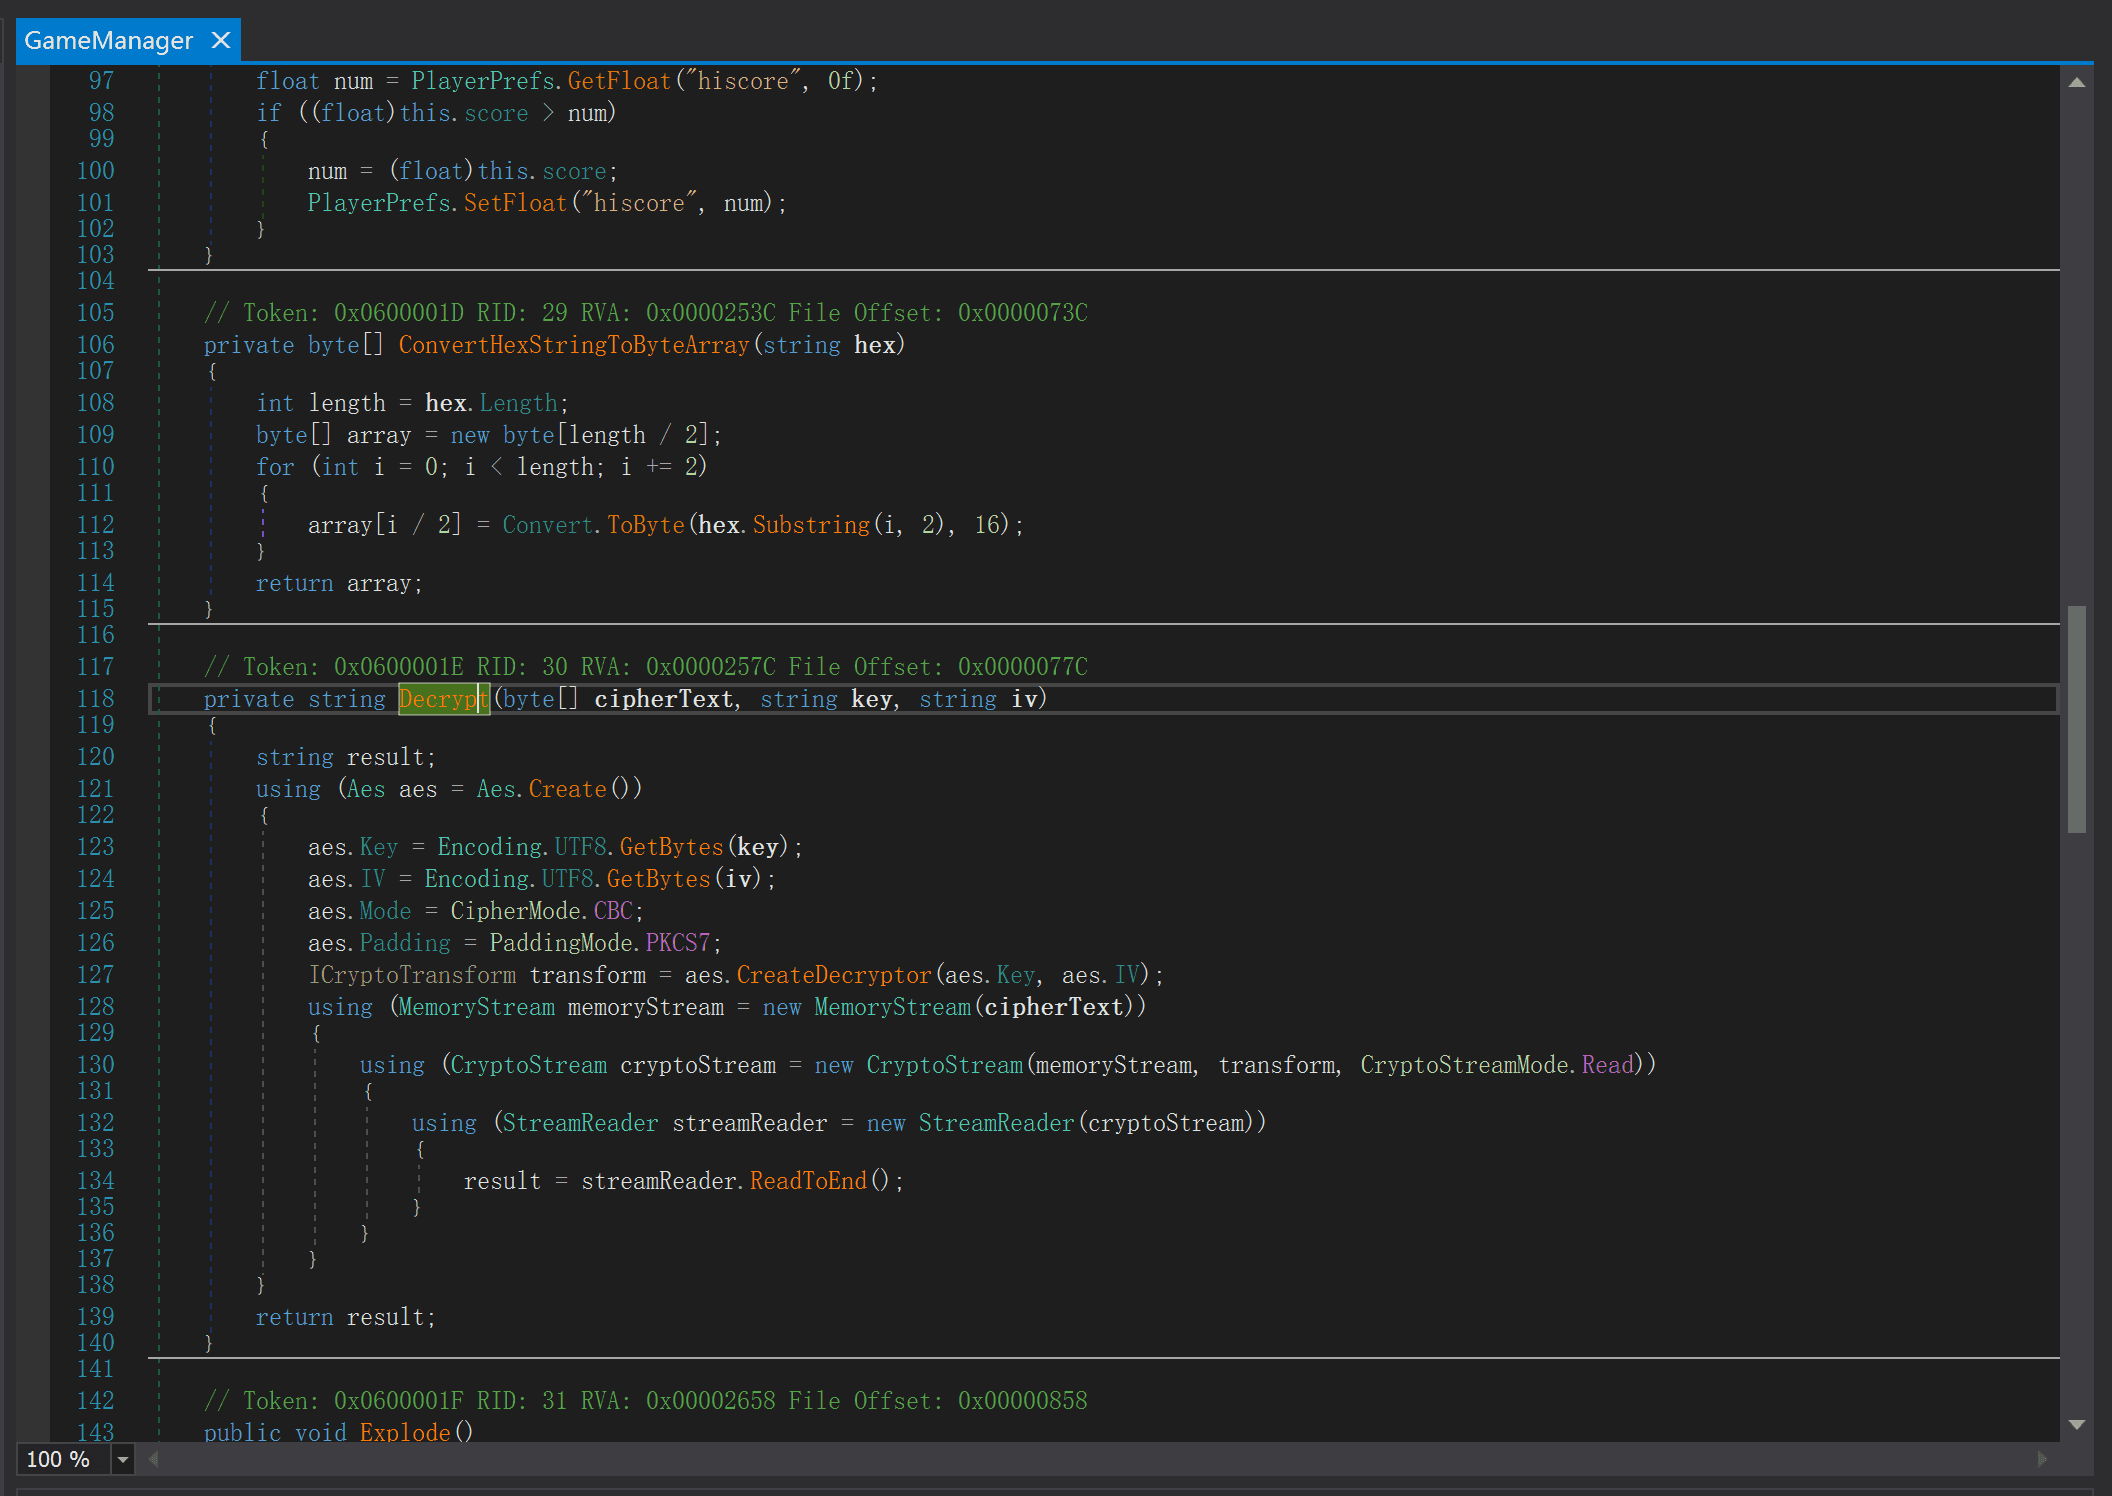 GameManager
97 float num = PlayerPrefs.GetFloat("hiscore", 0f);
98 if ((float)this.score > num)
99 {
100 num = (float)this.score;
101 PlayerPrefs.SetFloat("hiscore", num);
102 }
103 }
104
105 // Token: 0x0600001D RID: 29 RVA: 0x0000253C File Offset: 0x0000073C
106 private byte[] ConvertHexStringToByteArray(string hex)
107 {
108 int length = hex.Length;
109 byte[] array = new byte[length / 2];
110 for (int i = 0; i < length; i += 2)
111 {
112 array[i / 2] = Convert.ToByte(hex.Substring(i, 2), 16);
113 }
114 return array;
115 }
116
117 // Token: 0x0600001E RID: 30 RVA: 0x0000257C File Offset: 0x0000077C
118 private string Decrypt(byte[] cipherText, string key, string iv)
119 {
120 string result;
121 using (Aes aes = Aes.Create())
122 {
123 aes.Key = Encoding.UTF8.GetBytes(key);
124 aes.IV = Encoding.UTF8.GetBytes(iv);
125 aes.Mode = CipherMode.CBC;
126 aes.Padding = PaddingMode.PKCS7;
127 ICryptoTransform transform = aes.CreateDecryptor(aes.Key, aes.IV);
128 using (MemoryStream memoryStream = new MemoryStream(cipherText))
129 {
130 using (CryptoStream cryptoStream = new CryptoStream(memoryStream, transform, CryptoStreamMode.Read))
131 {
132 using (StreamReader streamReader = new StreamReader(cryptoStream))
133 {
134 result = streamReader.ReadToEnd();
135 }
136 }
137 }
138 }
139 return result;
140 }
141
142 // Token: 0x0600001F RID: 31 RVA: 0x00002658 File Offset: 0x00000858
143 public void Explode()
100 %